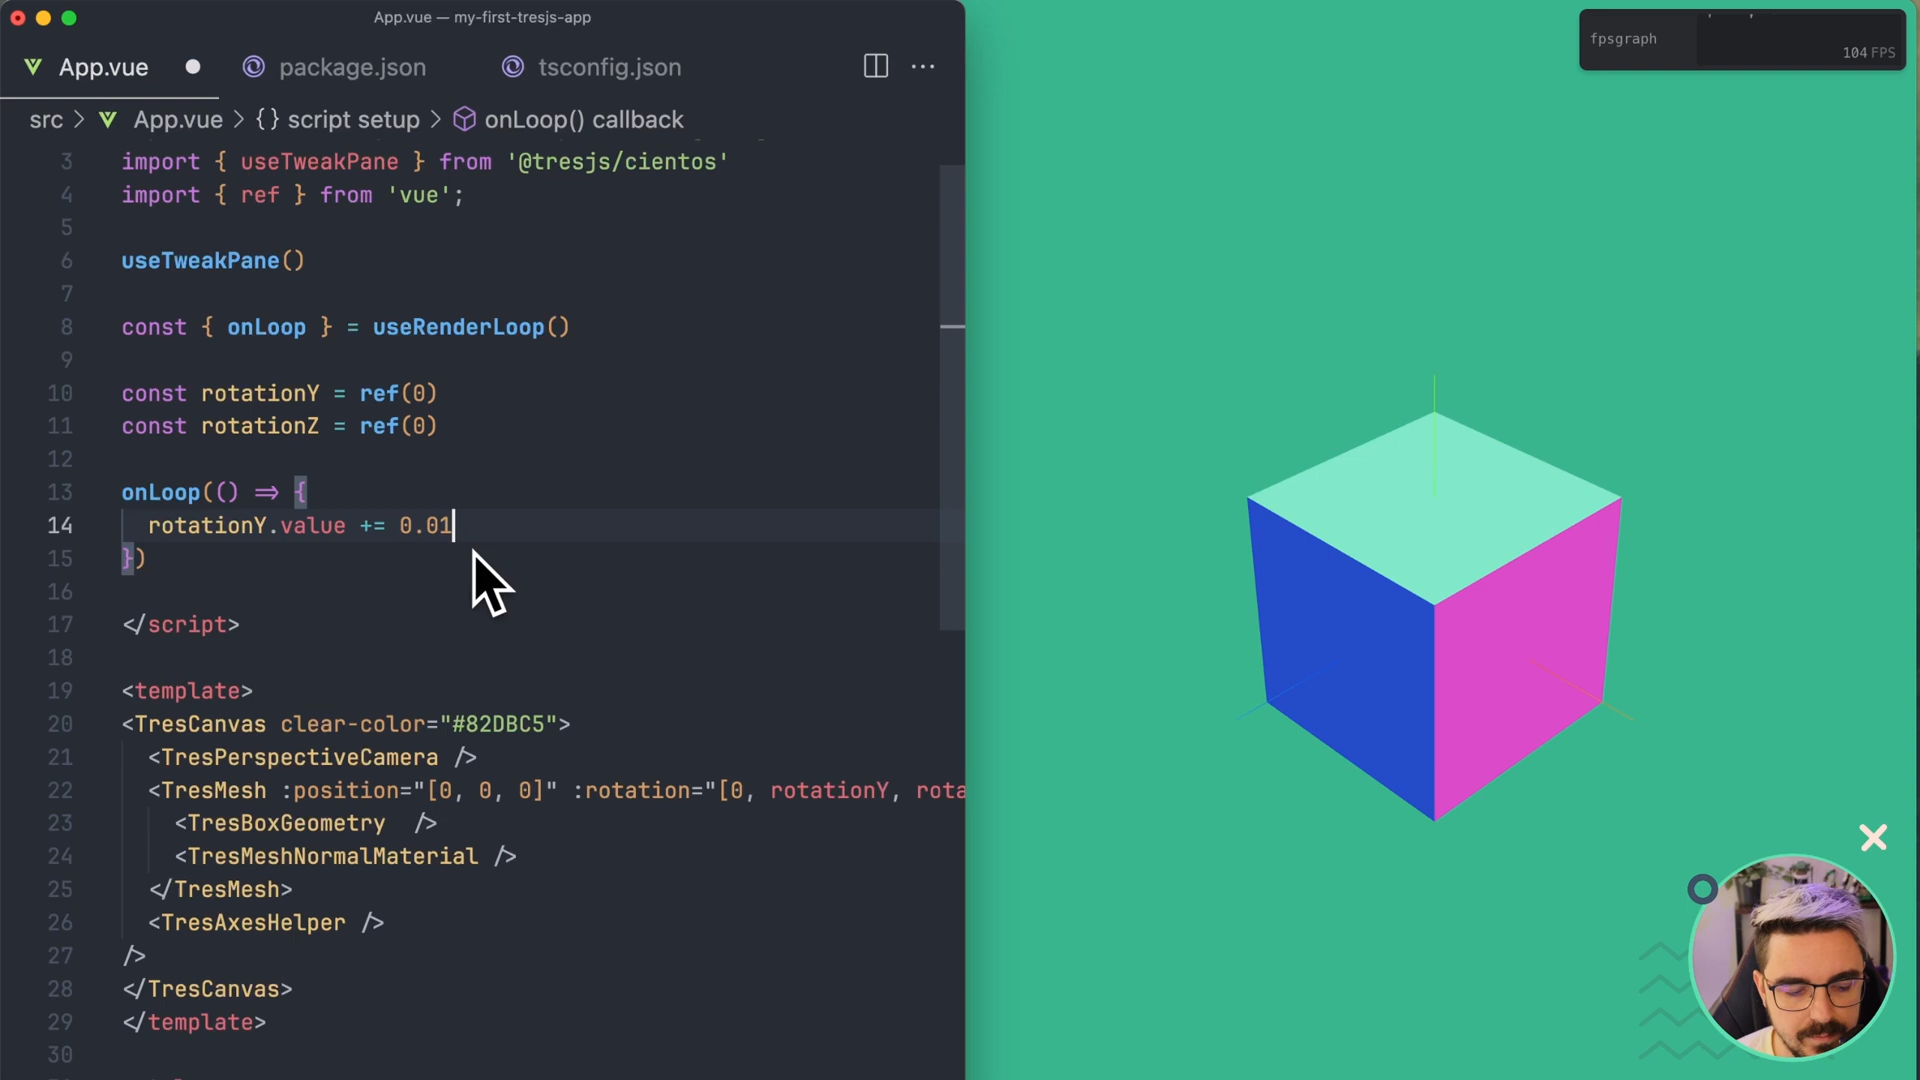 App.vue — my-first-tresjs-app
App.vue
package.json
tsconfig.json
src > App.vue > {} script setup > onLoop() callback
3 import { useTweakPane } from '@tresjs/cientos'
4 import { ref } from 'vue';
5
6 useTweakPane()
7
8 const { onLoop } = useRenderLoop()
9
10 const rotationY = ref(0)
11 const rotationZ = ref(0)
12
13 onLoop(() => {
14 rotationY.value += 0.01
15 })
16
17 </script>
18
19 <template>
20 <TresCanvas clear-color="#82DBC5">
21 <TresPerspectiveCamera />
22 <TresMesh :position="[0, 0, 0]" :rotation="[0, rotationY, rota
23 <TresBoxGeometry />
24 <TresMeshNormalMaterial />
25 </TresMesh>
26 <TresAxesHelper />
27 />
28 </TresCanvas>
29 </template>
30
fpsgraph
104 FPS